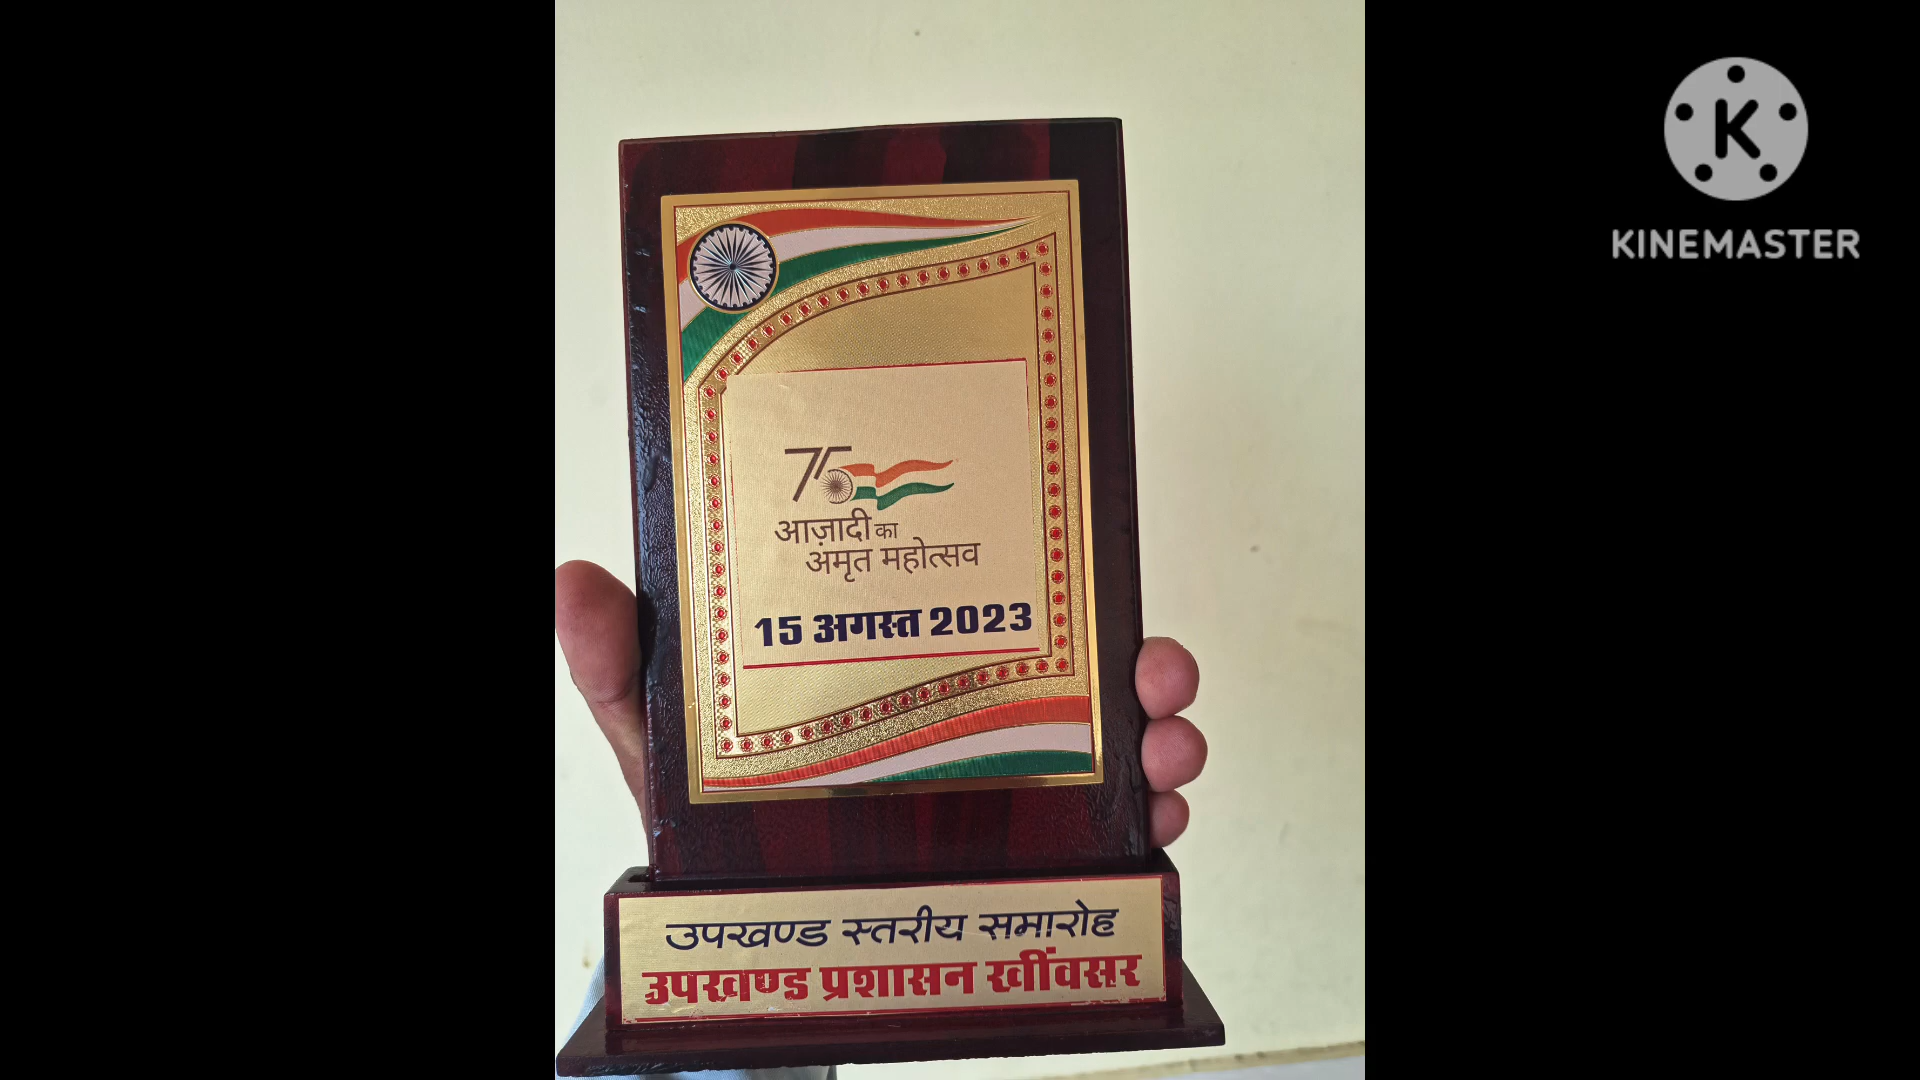 K
KINEMASTER
75
आज़ादी का
अमृत महोत्सव
15 अगस्त 2023
उपखण्ड स्तरीय समारोह
उपखण्ड प्रशासन खींवसर